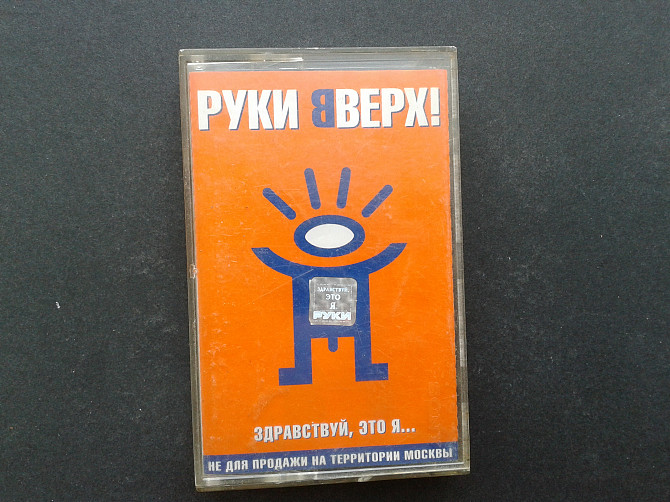 РУКИ ВВЕРХ!
ЗДРАВСТВУЙ,
ЭТО
Я
РУКИ
ЗДРАВСТВУЙ, ЭТО Я...
НЕ ДЛЯ ПРОДАЖИ НА ТЕРРИТОРИИ МОСКВЫ